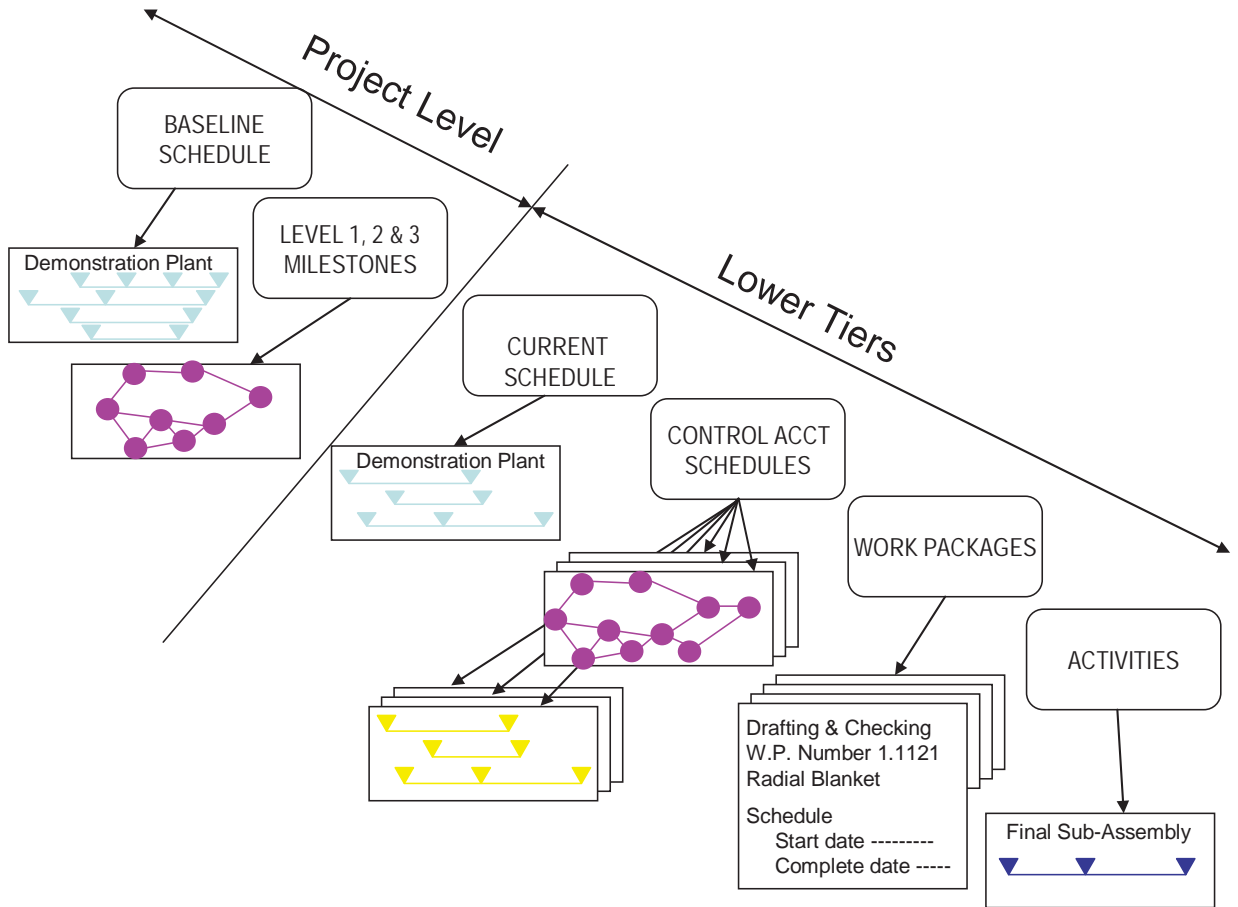 Project Level
BASELINE
SCHEDULE
LEVEL 1, 2 & 3
MILESTONES
Demonstration Plant
Lower Tiers
CURRENT
SCHEDULE
Demonstration Plant
CONTROL ACCT
SCHEDULES
WORK PACKAGES
ACTIVITIES
Drafting & Checking
W.P. Number 1.1121
Radial Blanket
Schedule
Start date ---------
Complete date -----
Final Sub-Assembly